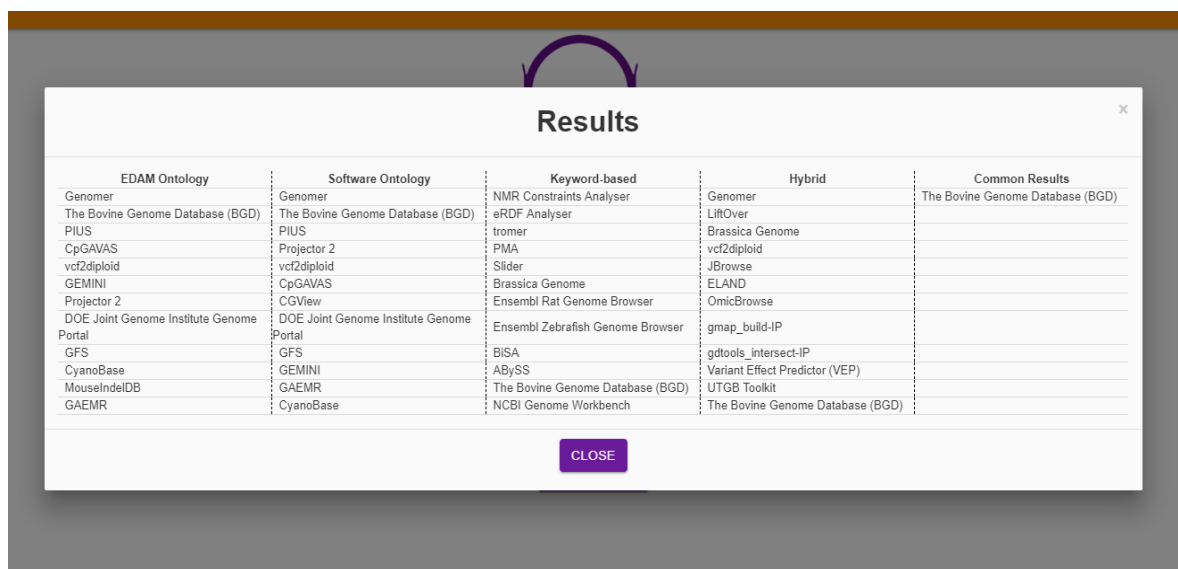 Results
×
EDAM Ontology Software Ontology Keyword-based Hybrid Common Results
Genomer Genomer NMR Constraints Analyser Genomer The Bovine Genome Database (BGD)
The Bovine Genome Database (BGD) The Bovine Genome Database (BGD) eRDF Analyser LiftOver
PIUS PIUS tromer Brassica Genome
CpGAVAS Projector 2 PMA vcf2diploid
vcf2diploid vcf2diploid Slider JBrowse
GEMINI CpGAVAS Brassica Genome ELAND
Projector 2 CGView Ensembl Rat Genome Browser OmicBrowse
DOE Joint Genome Institute Genome DOE Joint Genome Institute Genome Ensembl Zebrafish Genome Browser gmap_build-IP
Portal Portal
GFS GFS BiSA gdtools_intersect-IP
CyanoBase GEMINI ABySS Variant Effect Predictor (VEP)
MouseIndelDB GAEMR The Bovine Genome Database (BGD) UTGB Toolkit
GAEMR CyanoBase NCBI Genome Workbench The Bovine Genome Database (BGD)
CLOSE